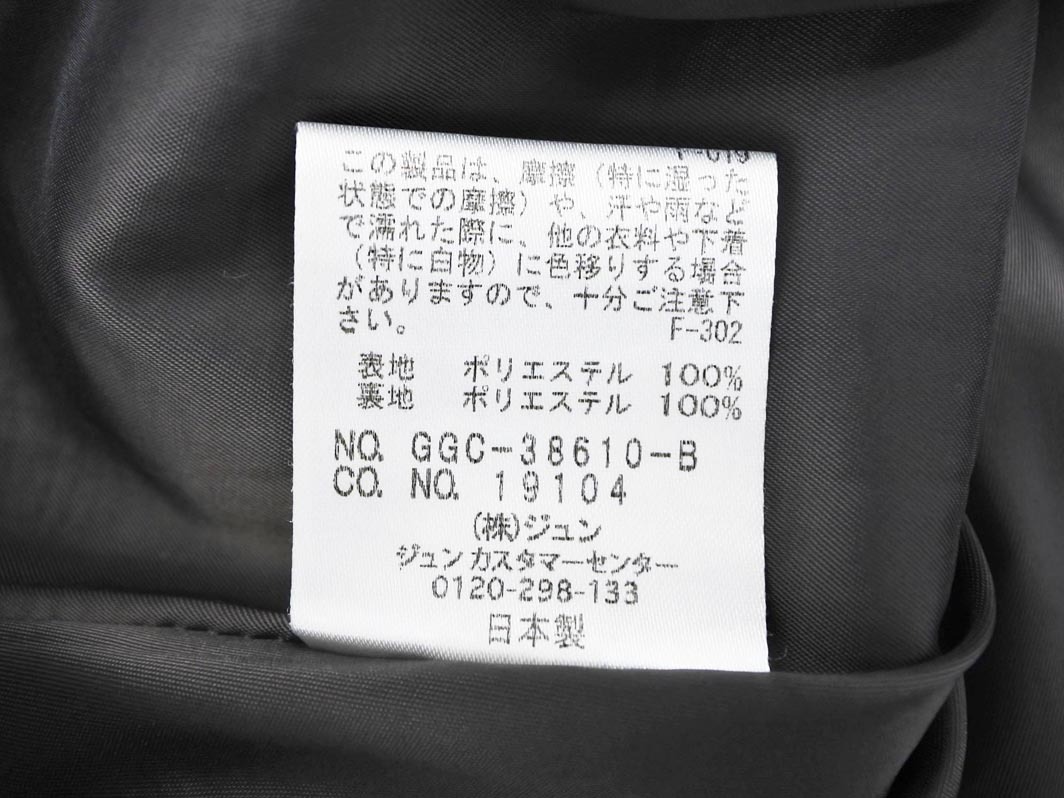 この製品は、摩擦（特に湿った
状態での摩擦）や、汗や雨など
で濡れた際に、他の衣料や下着
（特に白物）に色移りする場合
がありますので、十分ご注意下
さい。
F-302
表地 ポリエステル 100%
裏地 ポリエステル 100%
NO. GGC-38610-B
CO. NO. 19104
(株)ジュン
ジュンカスタマーセンター
0120-298-133
日本製